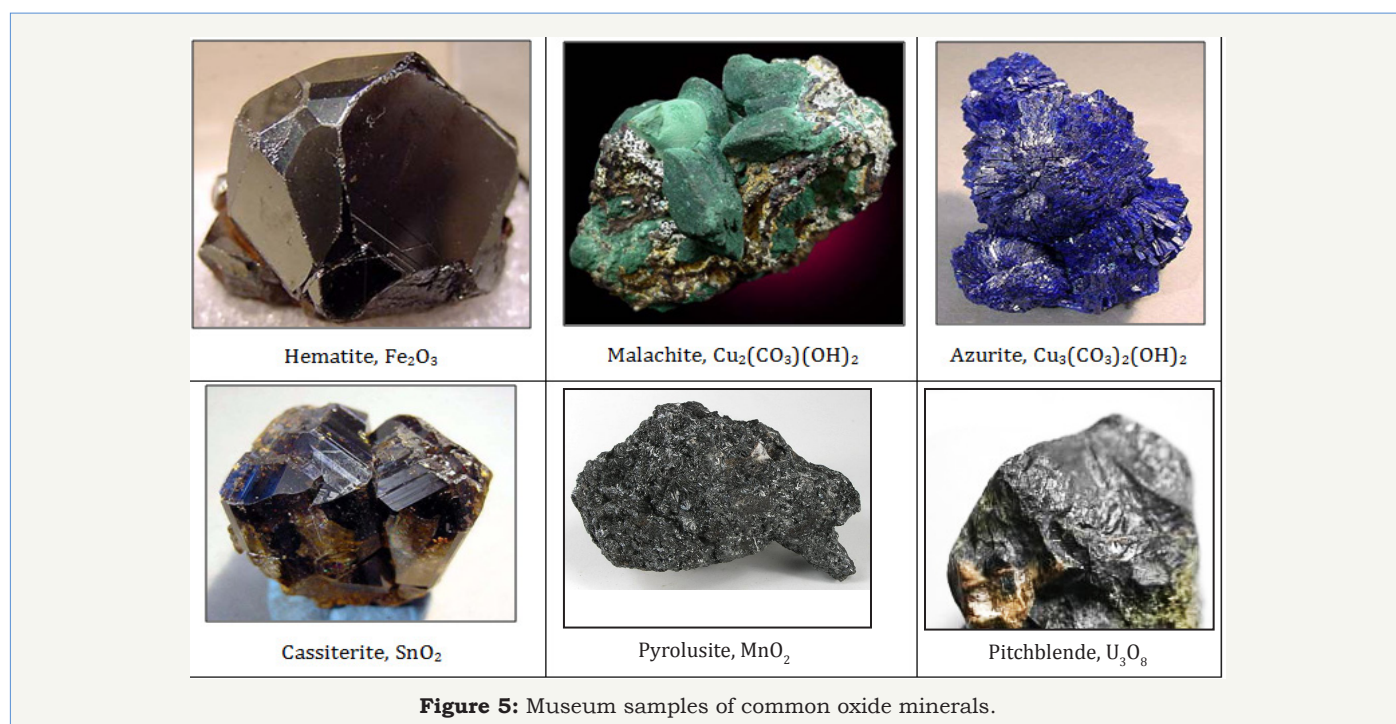 Hematite, Fe₂O₃
Malachite, Cu₂(CO₃)(OH)₂
Azurite, Cu₃(CO₃)₂(OH)₂
Cassiterite, SnO₂
Pyrolusite, MnO₂
Pitchblende, U₃O₈
Figure 5: Museum samples of common oxide minerals.